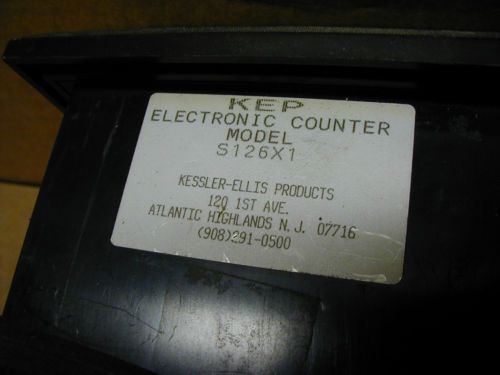 KEP
ELECTRONIC COUNTER
MODEL
S126X1
KESSLER-ELLIS PRODUCTS
120 1ST AVE.
ATLANTIC HIGHLANDS N.J. 07716
(908)291-0500